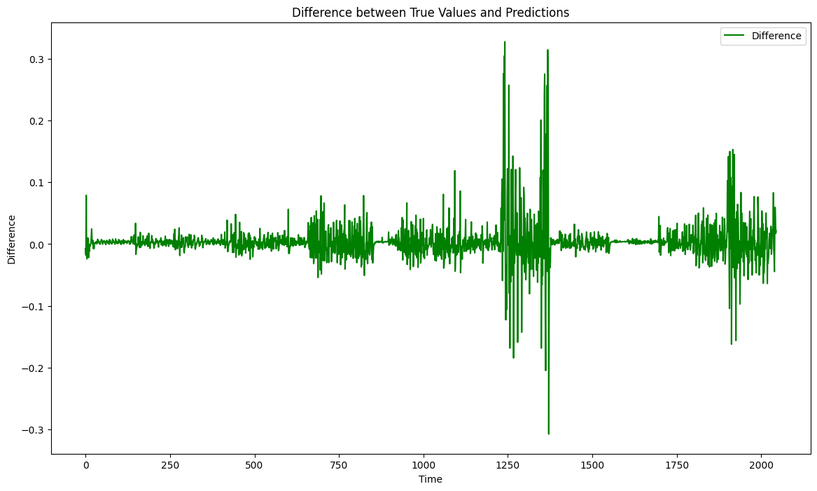 Difference between True Values and Predictions
Difference
0.3
0.2
0.1
0.0
−0.1
−0.2
−0.3
Difference
0 250 500 750 1000 1250 1500 1750 2000
Time